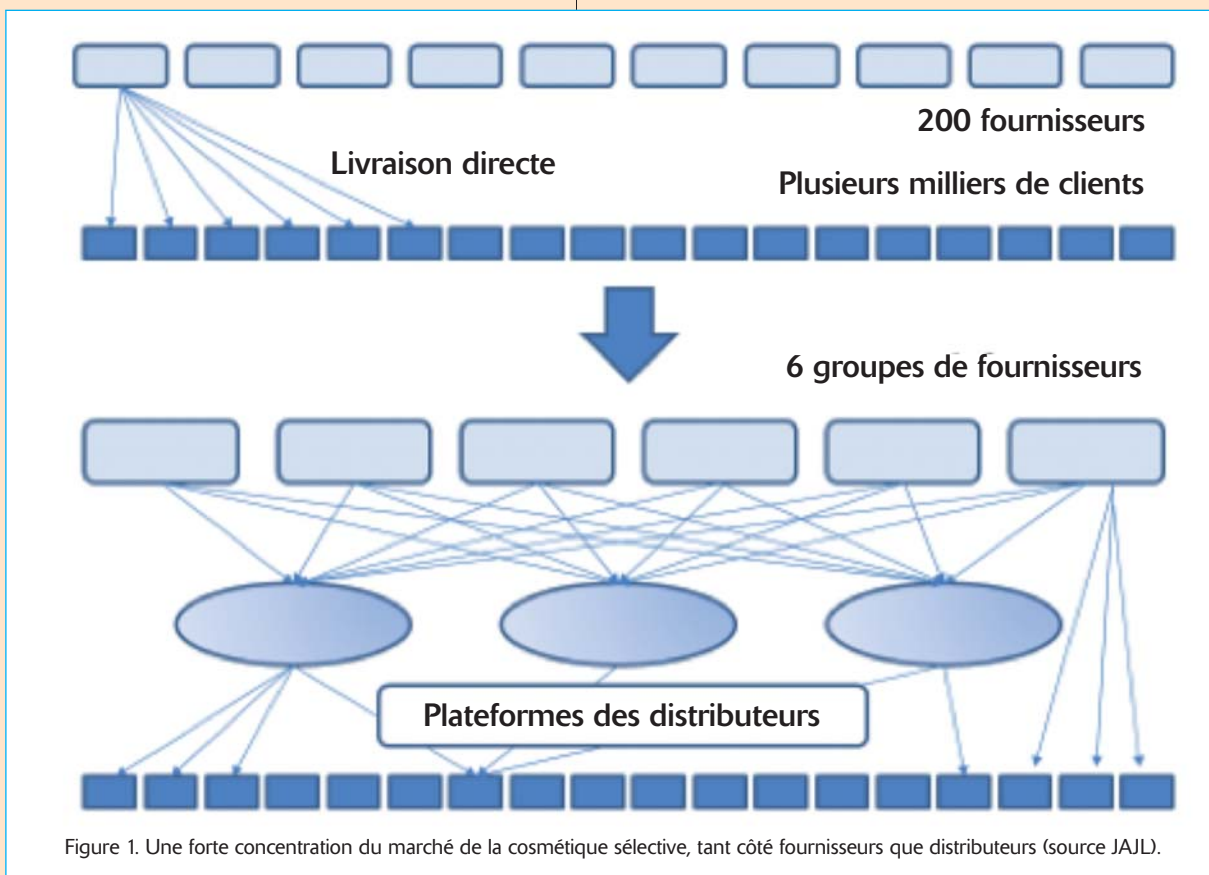 200 fournisseurs
Livraison directe
Plusieurs milliers de clients
6 groupes de fournisseurs
Plateformes des distributeurs
Figure 1. Une forte concentration du marché de la cosmétique sélective, tant côté fournisseurs que distributeurs (source JAJL).